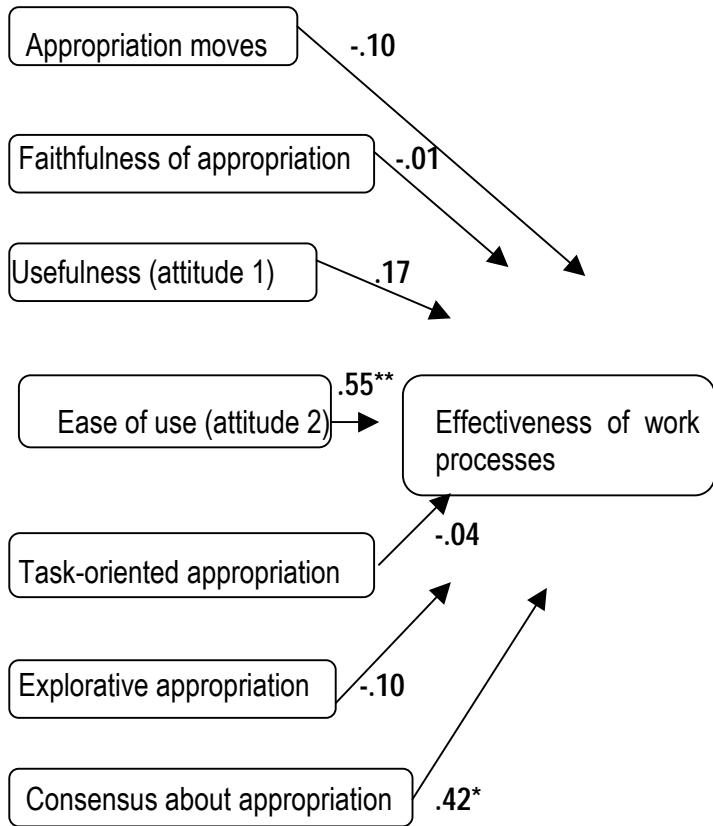 Appropriation moves
-.10
Faithfulness of appropriation
-.01
Usefulness (attitude 1)
.17
Ease of use (attitude 2)
.55**
Effectiveness of work
processes
Task-oriented appropriation
-.04
Explorative appropriation
-.10
Consensus about appropriation
.42*